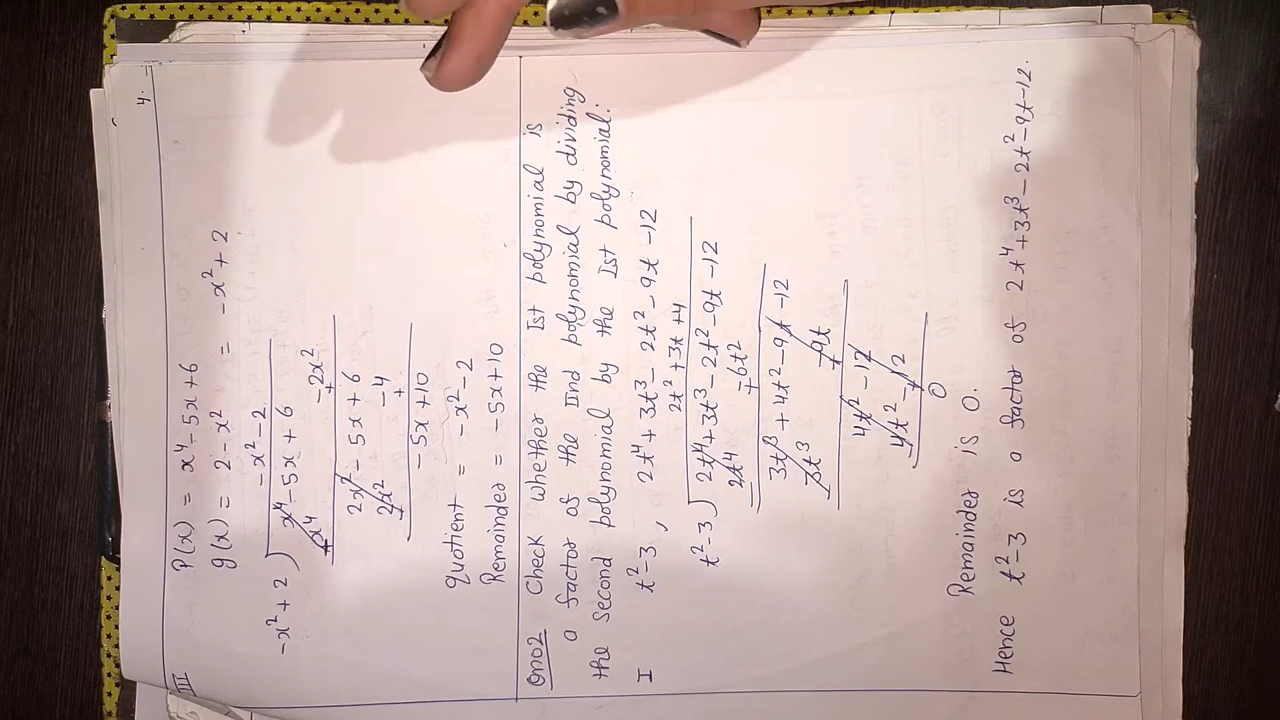 4.
III P(x) = x⁴ - 5x + 6
g(x) = 2 - x² = -x² + 2
-x² - 2
-x² + 2 ) x⁴ - 5x + 6
x⁴ - 2x²
+
2x² - 5x + 6
2x² - 4
- +
-5x + 10
quotient = -x² - 2
Remainder = -5x + 10
Qno2 Check whether the Ist polynomial is
a factor of the IInd polynomial by dividing
the second polynomial by the Ist polynomial:
I t² - 3 , 2t⁴ + 3t³ - 2t² - 9t - 12
2t² + 3t + 4
t² - 3 ) 2t⁴ + 3t³ - 2t² - 9t - 12
2t⁴ - 6t²
- +
3t³ + 4t² - 9t - 12
3t³ - 9t
- +
4t² - 12
4t² - 12
- +
0
Remainder is 0.
Hence t² - 3 is a factor of 2t⁴ + 3t³ - 2t² - 9t - 12.